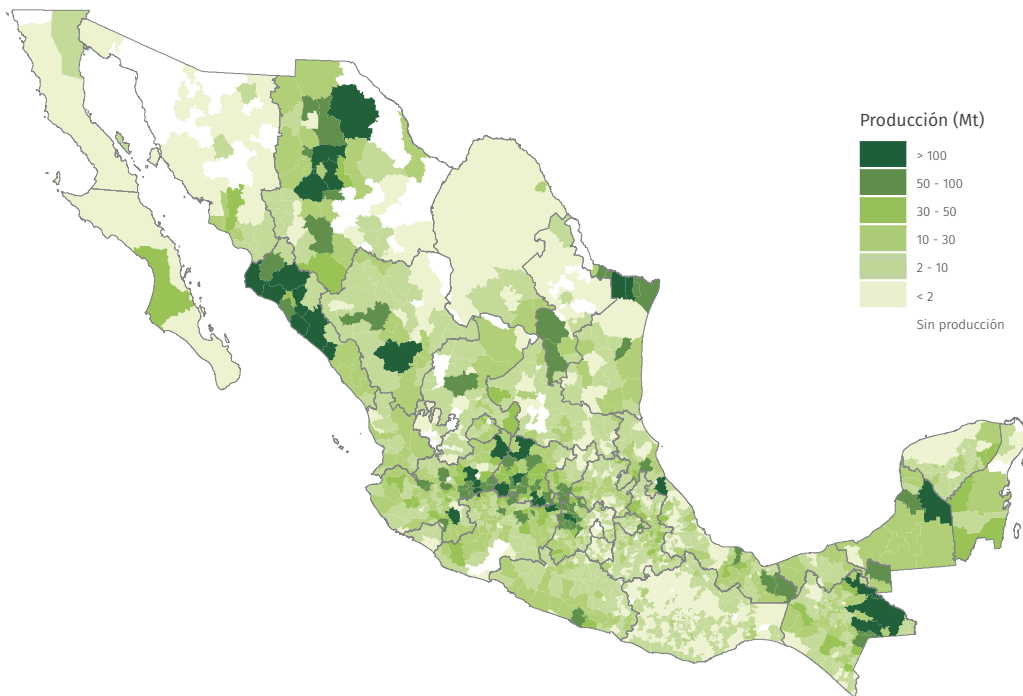 Producción (Mt)
> 100
50 - 100
30 - 50
10 - 30
2 - 10
< 2
Sin producción